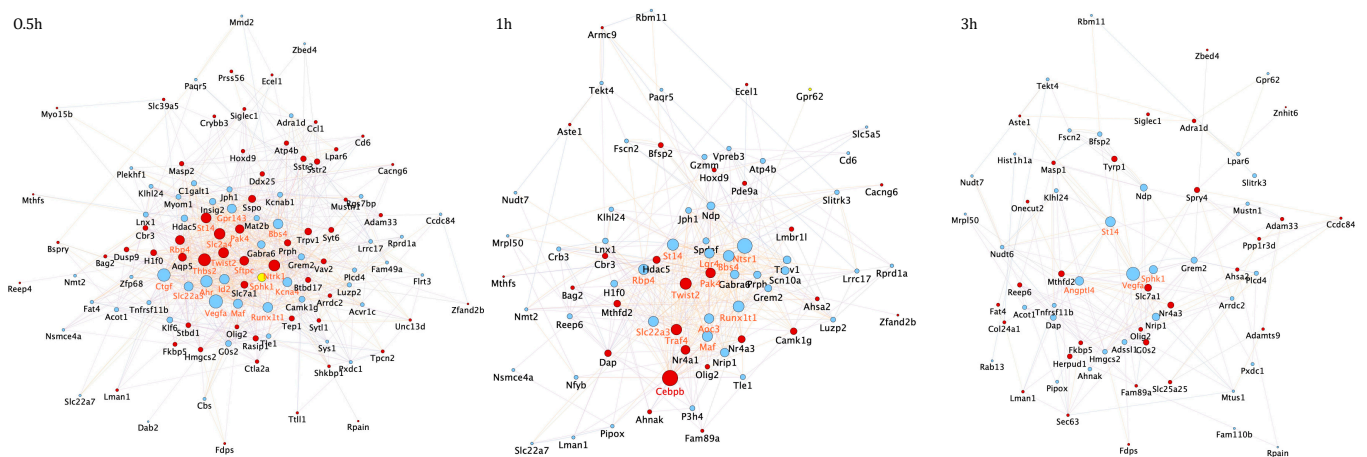 0.5h
Mmd2
Zbed4
Prss56
Ecel1
Paqr5
Slc39a5
Myo15b
Siglec1
Adra1d
Crybb3
Ccl1
Cd6
Hoxd9
Atp4b
Lpar6
Sstr3
Sstr2
Masp2
Cacng6
Plekhf1
Ddx25
C1galt1
Klhl24
Jph1
Kcnab1
Mthfs
Myom1
Insig2
Sspo
Adam33
Lnx1
Gpr143
Ccdc84
Hdac5
St14
Mat2b
Bbs4
Trpv1
Syt6
Cbr3
Pak4
Rprd1a
Bspry
Dusp9
H1f0
Rbp4
Slc2a4
Gabra6
Prph
Lrrc17
Aqp5
Twist2
Grem2
Vav2
Fam49a
Reep4
Nmt2
Zfp68
Ctgf
Thbs2
Sftpc
Ntrk1
Kcna4
Plcd4
Bag2
Slc22a3
Ahr
Id2
Slc7a1
Sphk1
Btbd17
Luzp2
Fat4
Acot1
Tnfrsf11b
Vegfa
Maf
Camk1g
Arrdc2
Acvr1c
Klf6
Runx1t1
Sytl1
Unc13d
Nsmce4a
Stbd1
Olig2
Tep1
Rasip1
Tle1
Sys1
Fkbp5
G0s2
Hmgcs2
Pxdc1
Tpcn2
Ctla2a
Shkbp1
Lman1
Slc22a7
Cbs
Ttll1
Dab2
Rpain
Fdps
1h
Rbm11
Armc9
Tekt4
Paqr5
Ecel1
Gpr62
Aste1
Slc5a5
Fscn2
Bfsp2
Vpreb3
Gzmm
Atp4b
Cd6
Hoxd9
Pde9a
Cacng6
Nudt7
Slitrk3
Klhl24
Jph1
Ndp
Lmbr1l
Mrpl50
Lnx1
St14
Ntsr1
Crb3
Cbr3
Lgr4
Bbs4
Trpv1
Rprd1a
Mthfs
Rbp4
Hdac5
Pak4
Gabra6
Prph
Scn10a
Lrrc17
Bag2
H1f0
Twist2
Grem2
Mthfd2
Ahsa2
Nmt2
Reep6
Slc22a3
Aoc3
Runx1t1
Zfand2b
Luzp2
Traf4
Maf
Camk1g
Nr4a3
Dap
Nr4a1
Nrip1
Nsmce4a
Nfyb
Olig2
Tle1
Cebpb
Ahnak
P3h4
Pipox
Lman1
Fam89a
Slc22a7
3h
Rbm11
Zbed4
Gpr62
Tekt4
Znhit6
Aste1
Siglec1
Adra1d
Fscn2
Bfsp2
Hist1h1a
Masp1
Tyrp1
Lpar6
Nudt7
Slitrk3
Klhl24
Ndp
Spry4
Onecut2
Mustn1
Mrpl50
Adam33
Ccdc84
St14
Nudt6
Ppp1r3d
Grem2
Mthfd2
Sphk1
Ahsa2
Reep6
Angptl4
Vegfa
Plcd4
Slc7a1
Acot1
Col24a1
Tnfrsf11b
Nr4a3
Arrdc2
Dap
Nrip1
Adamts9
Olig2
Fkbp5
Adssl1
G0s2
Hmgcs2
Rab13
Herpud1
Ahnak
Pxdc1
Pipox
Slc25a25
Lman1
Fam89a
Mtus1
Sec63
Fam110b
Fdps
Rpain